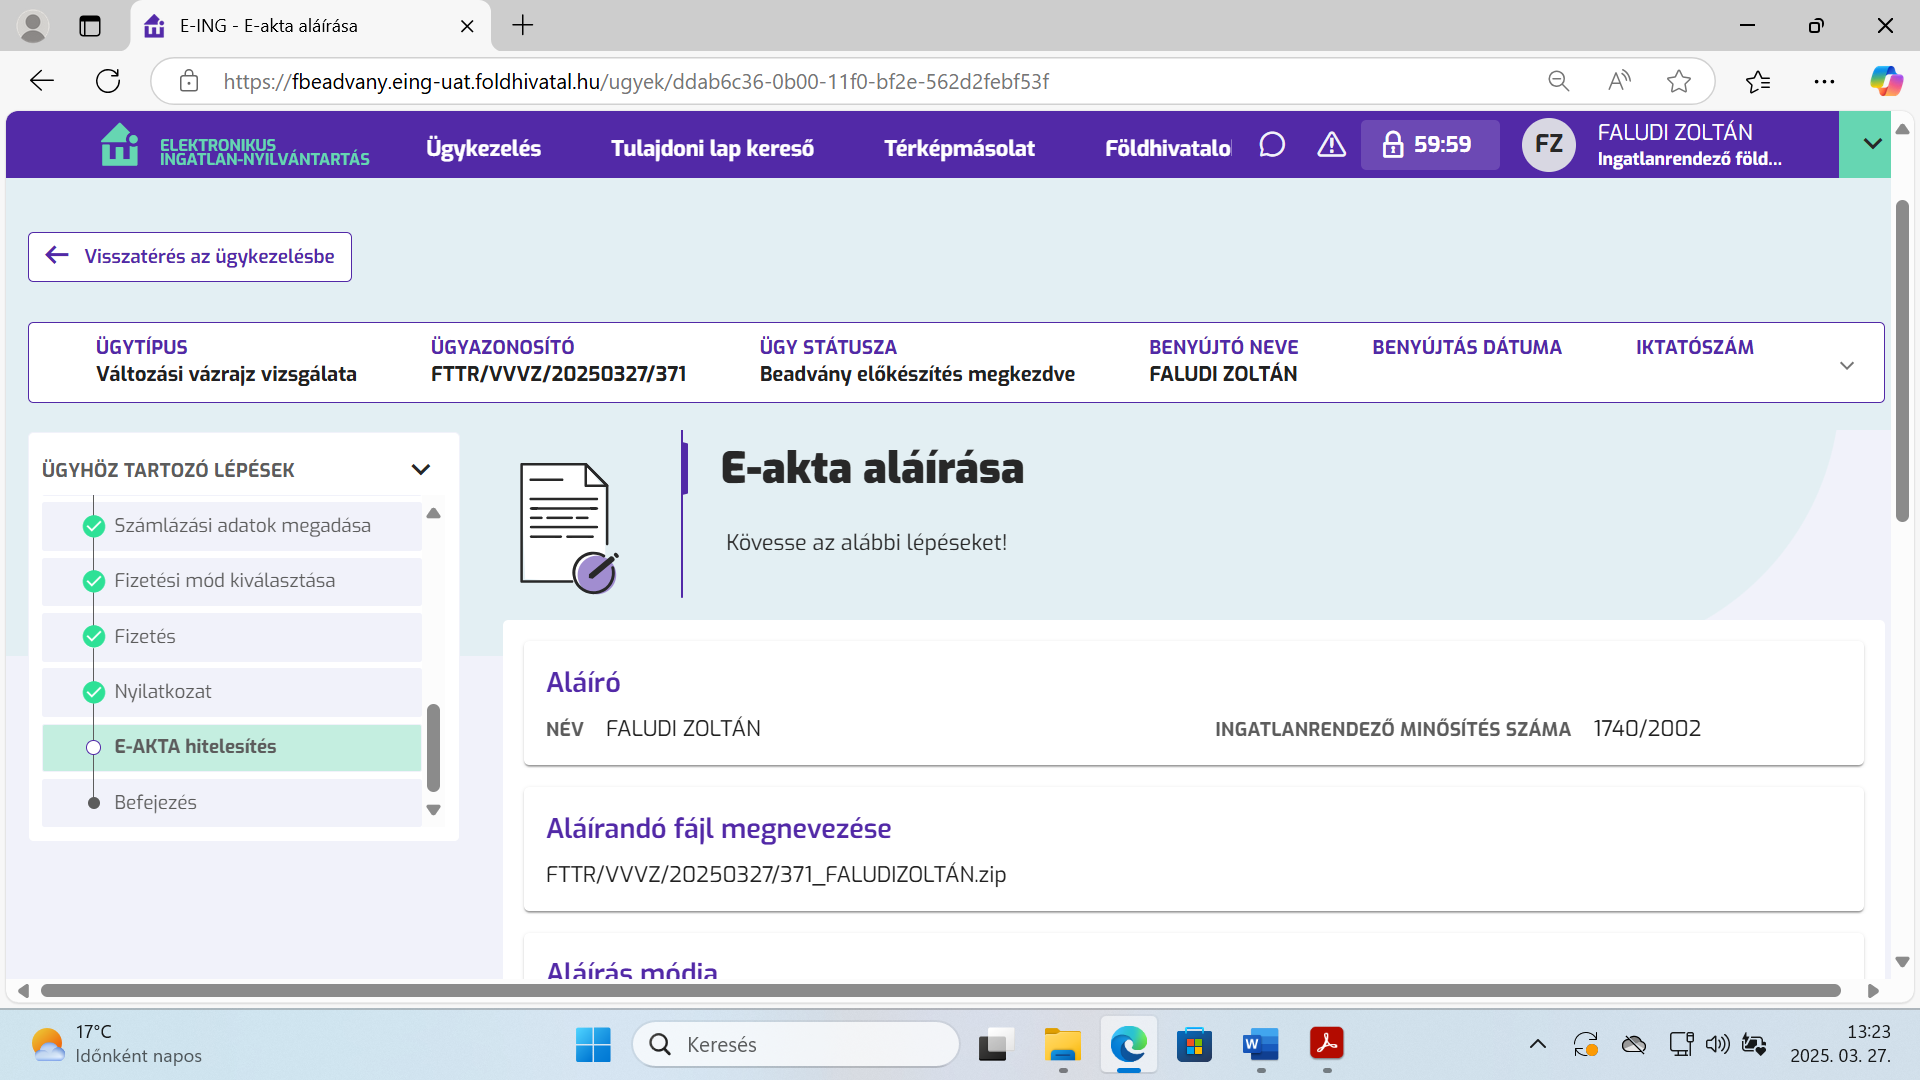 E-ING - E-akta aláírása
https://fbeadvany.eing-uat.foldhivatal.hu/ugyek/ddab6c36-0b00-11f0-bf2e-562d2febf53f
ELEKTRONIKUS
INGATLAN-NYILVÁNTARTÁS
Ügykezelés
Tulajdoni lap kereső
Térképmásolat
Földhivatalo
59:59
FZ
FALUDI ZOLTÁN
Ingatlanrendező föld...
Visszatérés az ügykezelésbe
ÜGYTÍPUS
Változási vázrajz vizsgálata
ÜGYAZONOSÍTÓ
FTTR/VVVZ/20250327/371
ÜGY STÁTUSZA
Beadvány előkészítés megkezdve
BENYÚJTÓ NEVE
FALUDI ZOLTÁN
BENYÚJTÁS DÁTUMA
IKTATÓSZÁM
ÜGYHÖZ TARTOZÓ LÉPÉSEK
Számlázási adatok megadása
Fizetési mód kiválasztása
Fizetés
Nyilatkozat
E-AKTA hitelesítés
Befejezés
E-akta aláírása
Kövesse az alábbi lépéseket!
Aláíró
NÉV FALUDI ZOLTÁN
INGATLANRENDEZŐ MINŐSÍTÉS SZÁMA 1740/2002
Aláírandó fájl megnevezése
FTTR/VVVZ/20250327/371_FALUDIZOLTÁN.zip
Aláírás módja
17°C
Időnként napos
Keresés
13:23
2025. 03. 27.